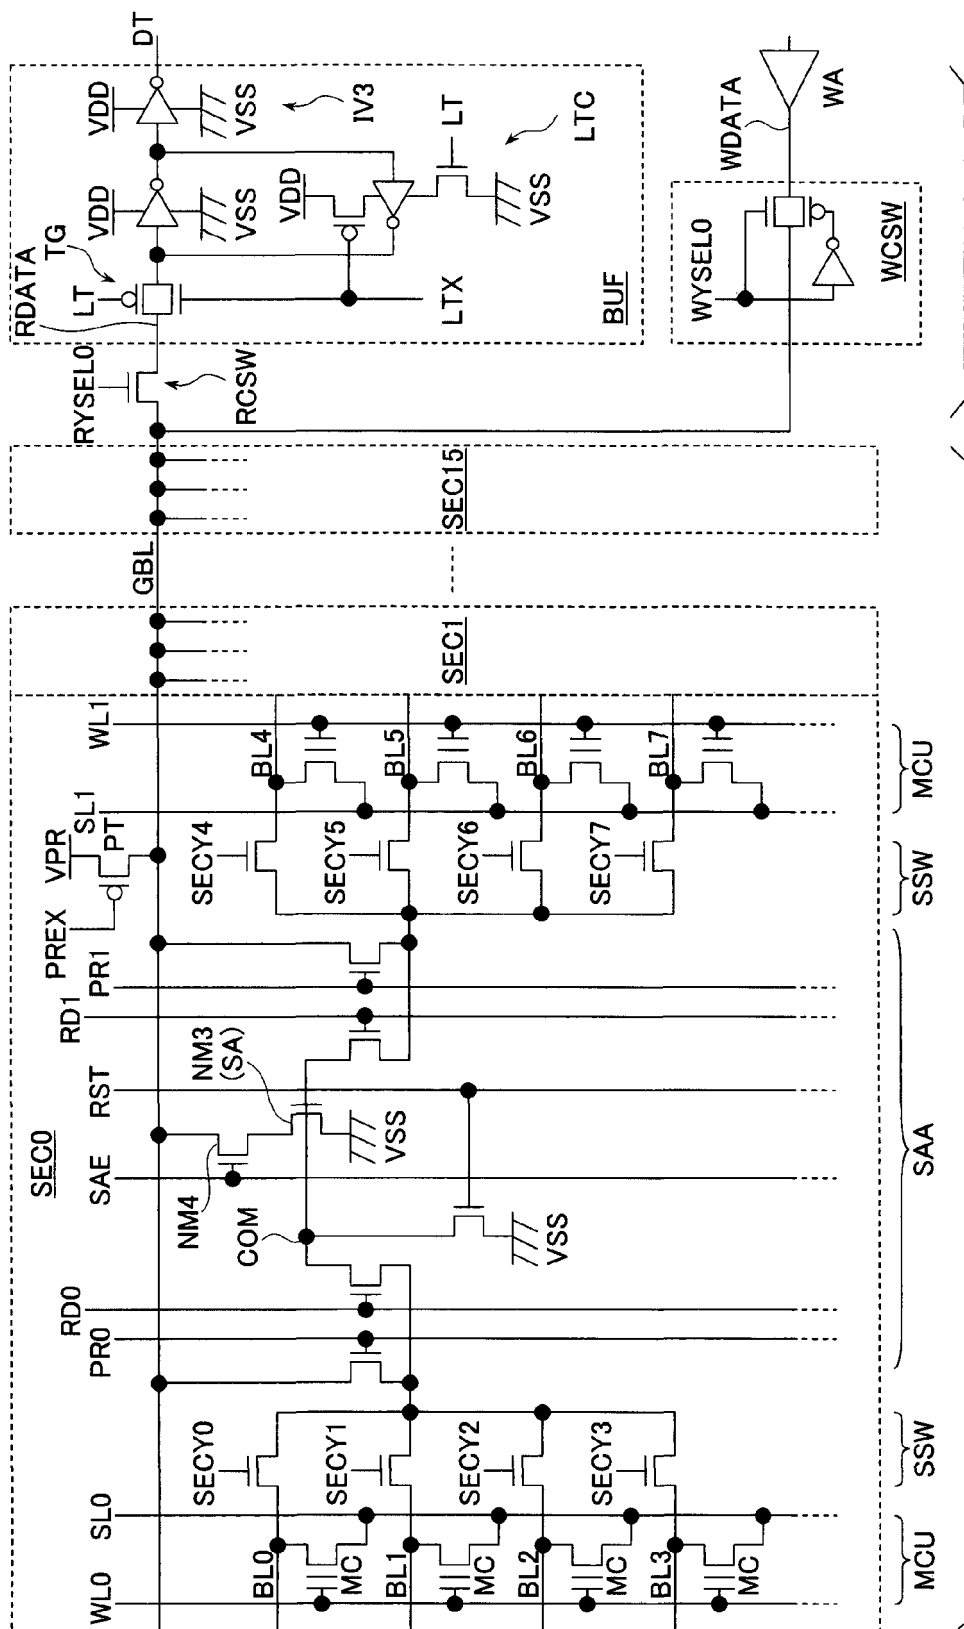 WL0
SL0
PR0
RD0
SAE
RST
RD1
PR1
PREX
VPR
PT
SL1
WL1
SEC0
GBL
SEC1
SEC15
RYSEL0
RCSW
RDATA
LT
TG
VDD
VSS
VDD
VSS
IV3
DT
VDD
LT
LTC
VSS
LTX
BUF
WDATA
WA
WYSEL0
WCSW
NM4
NM3
(SA)
VSS
COM
VSS
SECY0
SECY1
SECY2
SECY3
BL0
BL1
BL2
BL3
MC
MC
MC
MC
SECY4
SECY5
SECY6
SECY7
BL4
BL5
BL6
BL7
MCU
SSW
SAA
SSW
MCU